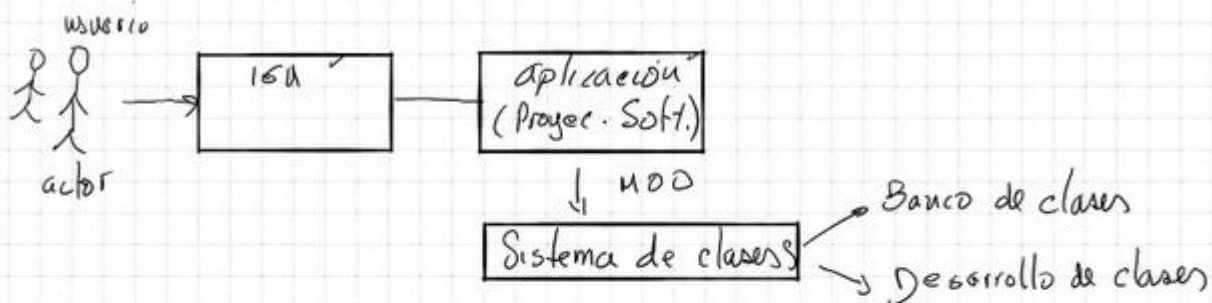 usuario
actor
IGU
aplicación
(Proyec. Soft.)
MOO
Sistema de clases
Banco de clases
Desarrollo de clases